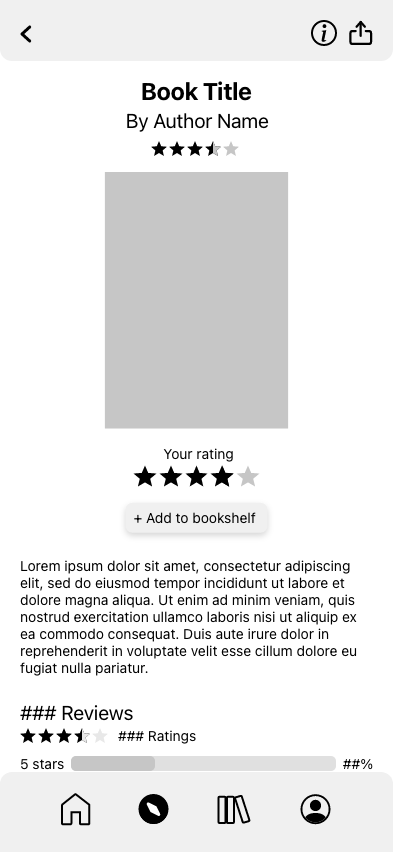 Book Title
By Author Name
Your rating
+ Add to bookshelf
Lorem ipsum dolor sit amet, consectetur adipiscing
elit, sed do eiusmod tempor incididunt ut labore et
dolore magna aliqua. Ut enim ad minim veniam, quis
nostrud exercitation ullamco laboris nisi ut aliquip ex
ea commodo consequat. Duis aute irure dolor in
reprehenderit in voluptate velit esse cillum dolore eu
fugiat nulla pariatur.
### Reviews
### Ratings
5 stars ##%